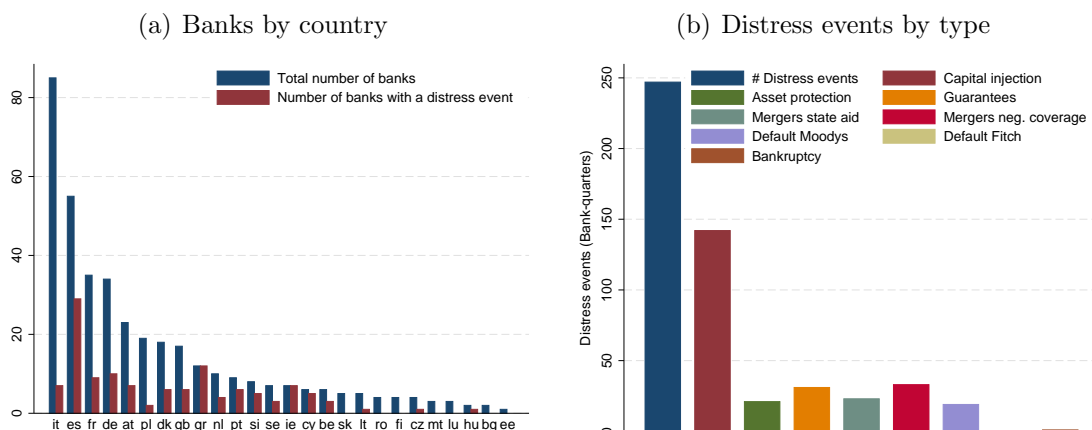 (a) Banks by country
Total number of banks
Number of banks with a distress event
80
60
40
20
0
it es fr de at pl dk gb gr nl pt si se ie cy be sk lt ro fi cz mt lu hu bg ee
(b) Distress events by type
# Distress events
Capital injection
Asset protection
Guarantees
Mergers state aid
Mergers neg. coverage
Default Moodys
Default Fitch
Bankruptcy
Distress events (Bank-quarters)
250
200
150
100
50